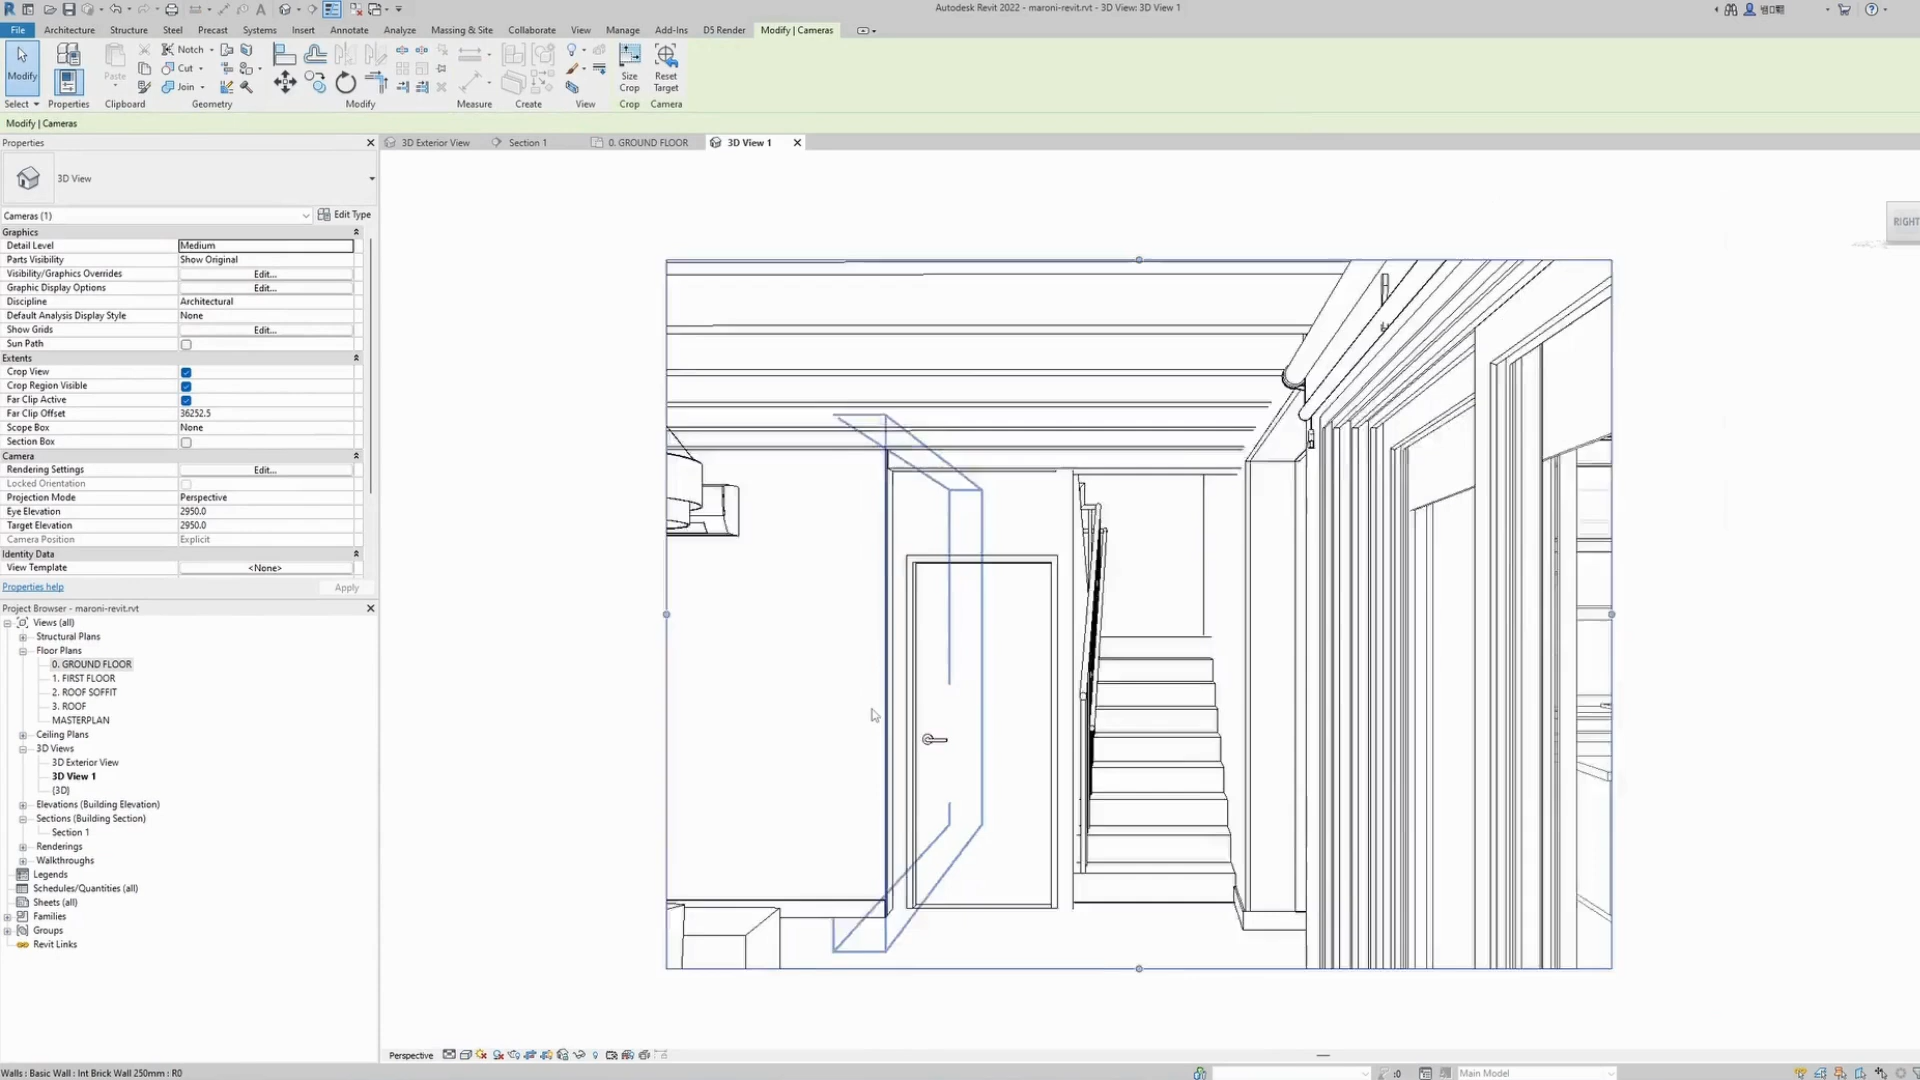 Autodesk Revit 2022 - maroni-revit.rvt - 3D View: 3D View 1
File Architecture Structure Steel Precast Systems Insert Annotate Analyze Massing & Site Collaborate View Manage Add-Ins D5 Render Modify | Cameras
Modify Paste Notch Cut Join Size Crop Reset Target
Select Properties Clipboard Geometry Modify Measure Create View Crop Camera
Modify | Cameras
Properties
3D Exterior View Section 1 0. GROUND FLOOR 3D View 1
3D View
Cameras (1) Edit Type
Graphics
Detail Level Medium
Parts Visibility Show Original
Visibility/Graphics Overrides Edit...
Graphic Display Options Edit...
Discipline Architectural
Default Analysis Display Style None
Show Grids Edit...
Sun Path
Extents
Crop View
Crop Region Visible
Far Clip Active
Far Clip Offset 36252.5
Scope Box None
Section Box
Camera
Rendering Settings Edit...
Locked Orientation
Projection Mode Perspective
Eye Elevation 2950.0
Target Elevation 2950.0
Camera Position Explicit
Identity Data
View Template <None>
Properties help Apply
Project Browser - maroni-revit.rvt
Views (all)
Structural Plans
Floor Plans
0. GROUND FLOOR
1. FIRST FLOOR
2. ROOF SOFFIT
3. ROOF
MASTERPLAN
Ceiling Plans
3D Views
3D Exterior View
3D View 1
{3D}
Elevations (Building Elevation)
Sections (Building Section)
Section 1
Renderings
Walkthroughs
Legends
Schedules/Quantities (all)
Sheets (all)
Families
Groups
Revit Links
RIGHT
Perspective
Walls : Basic Wall : Int Brick Wall 250mm : R0
:0 Main Model